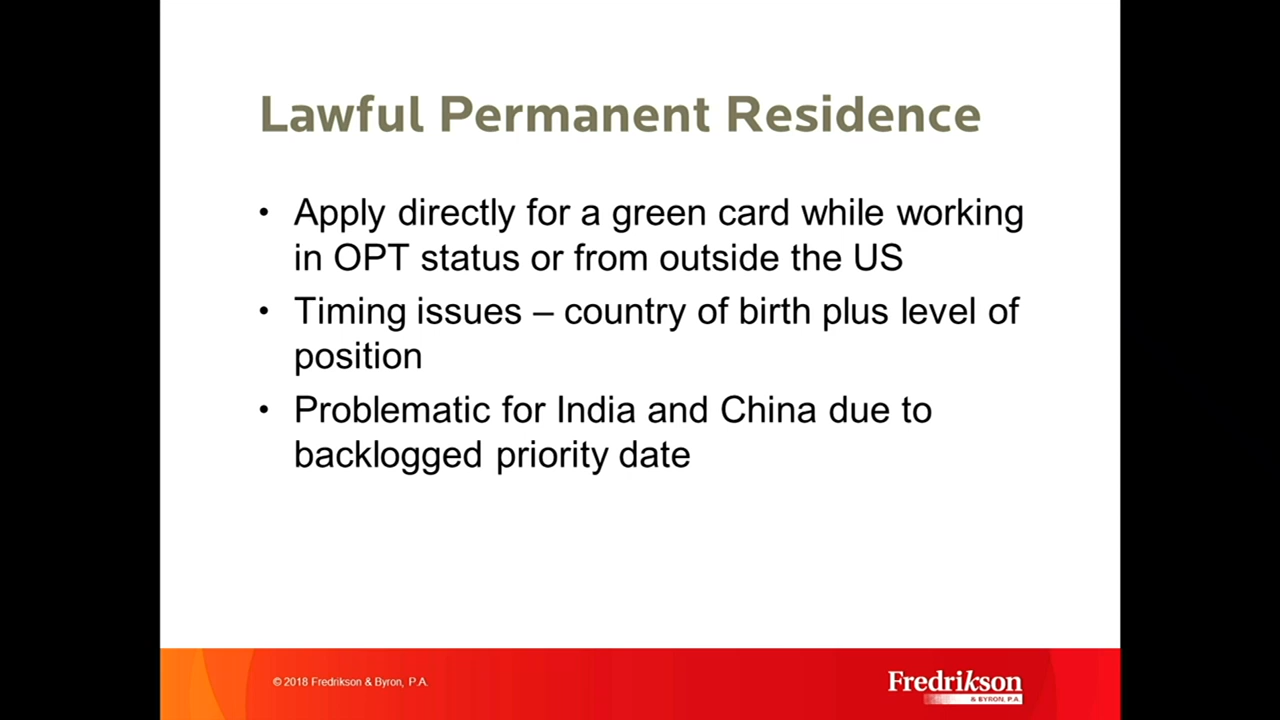 Lawful Permanent Residence
• Apply directly for a green card while working
in OPT status or from outside the US
• Timing issues – country of birth plus level of
position
• Problematic for India and China due to
backlogged priority date
© 2018 Fredrikson & Byron, P.A.
Fredrikson
& BYRON, P.A.